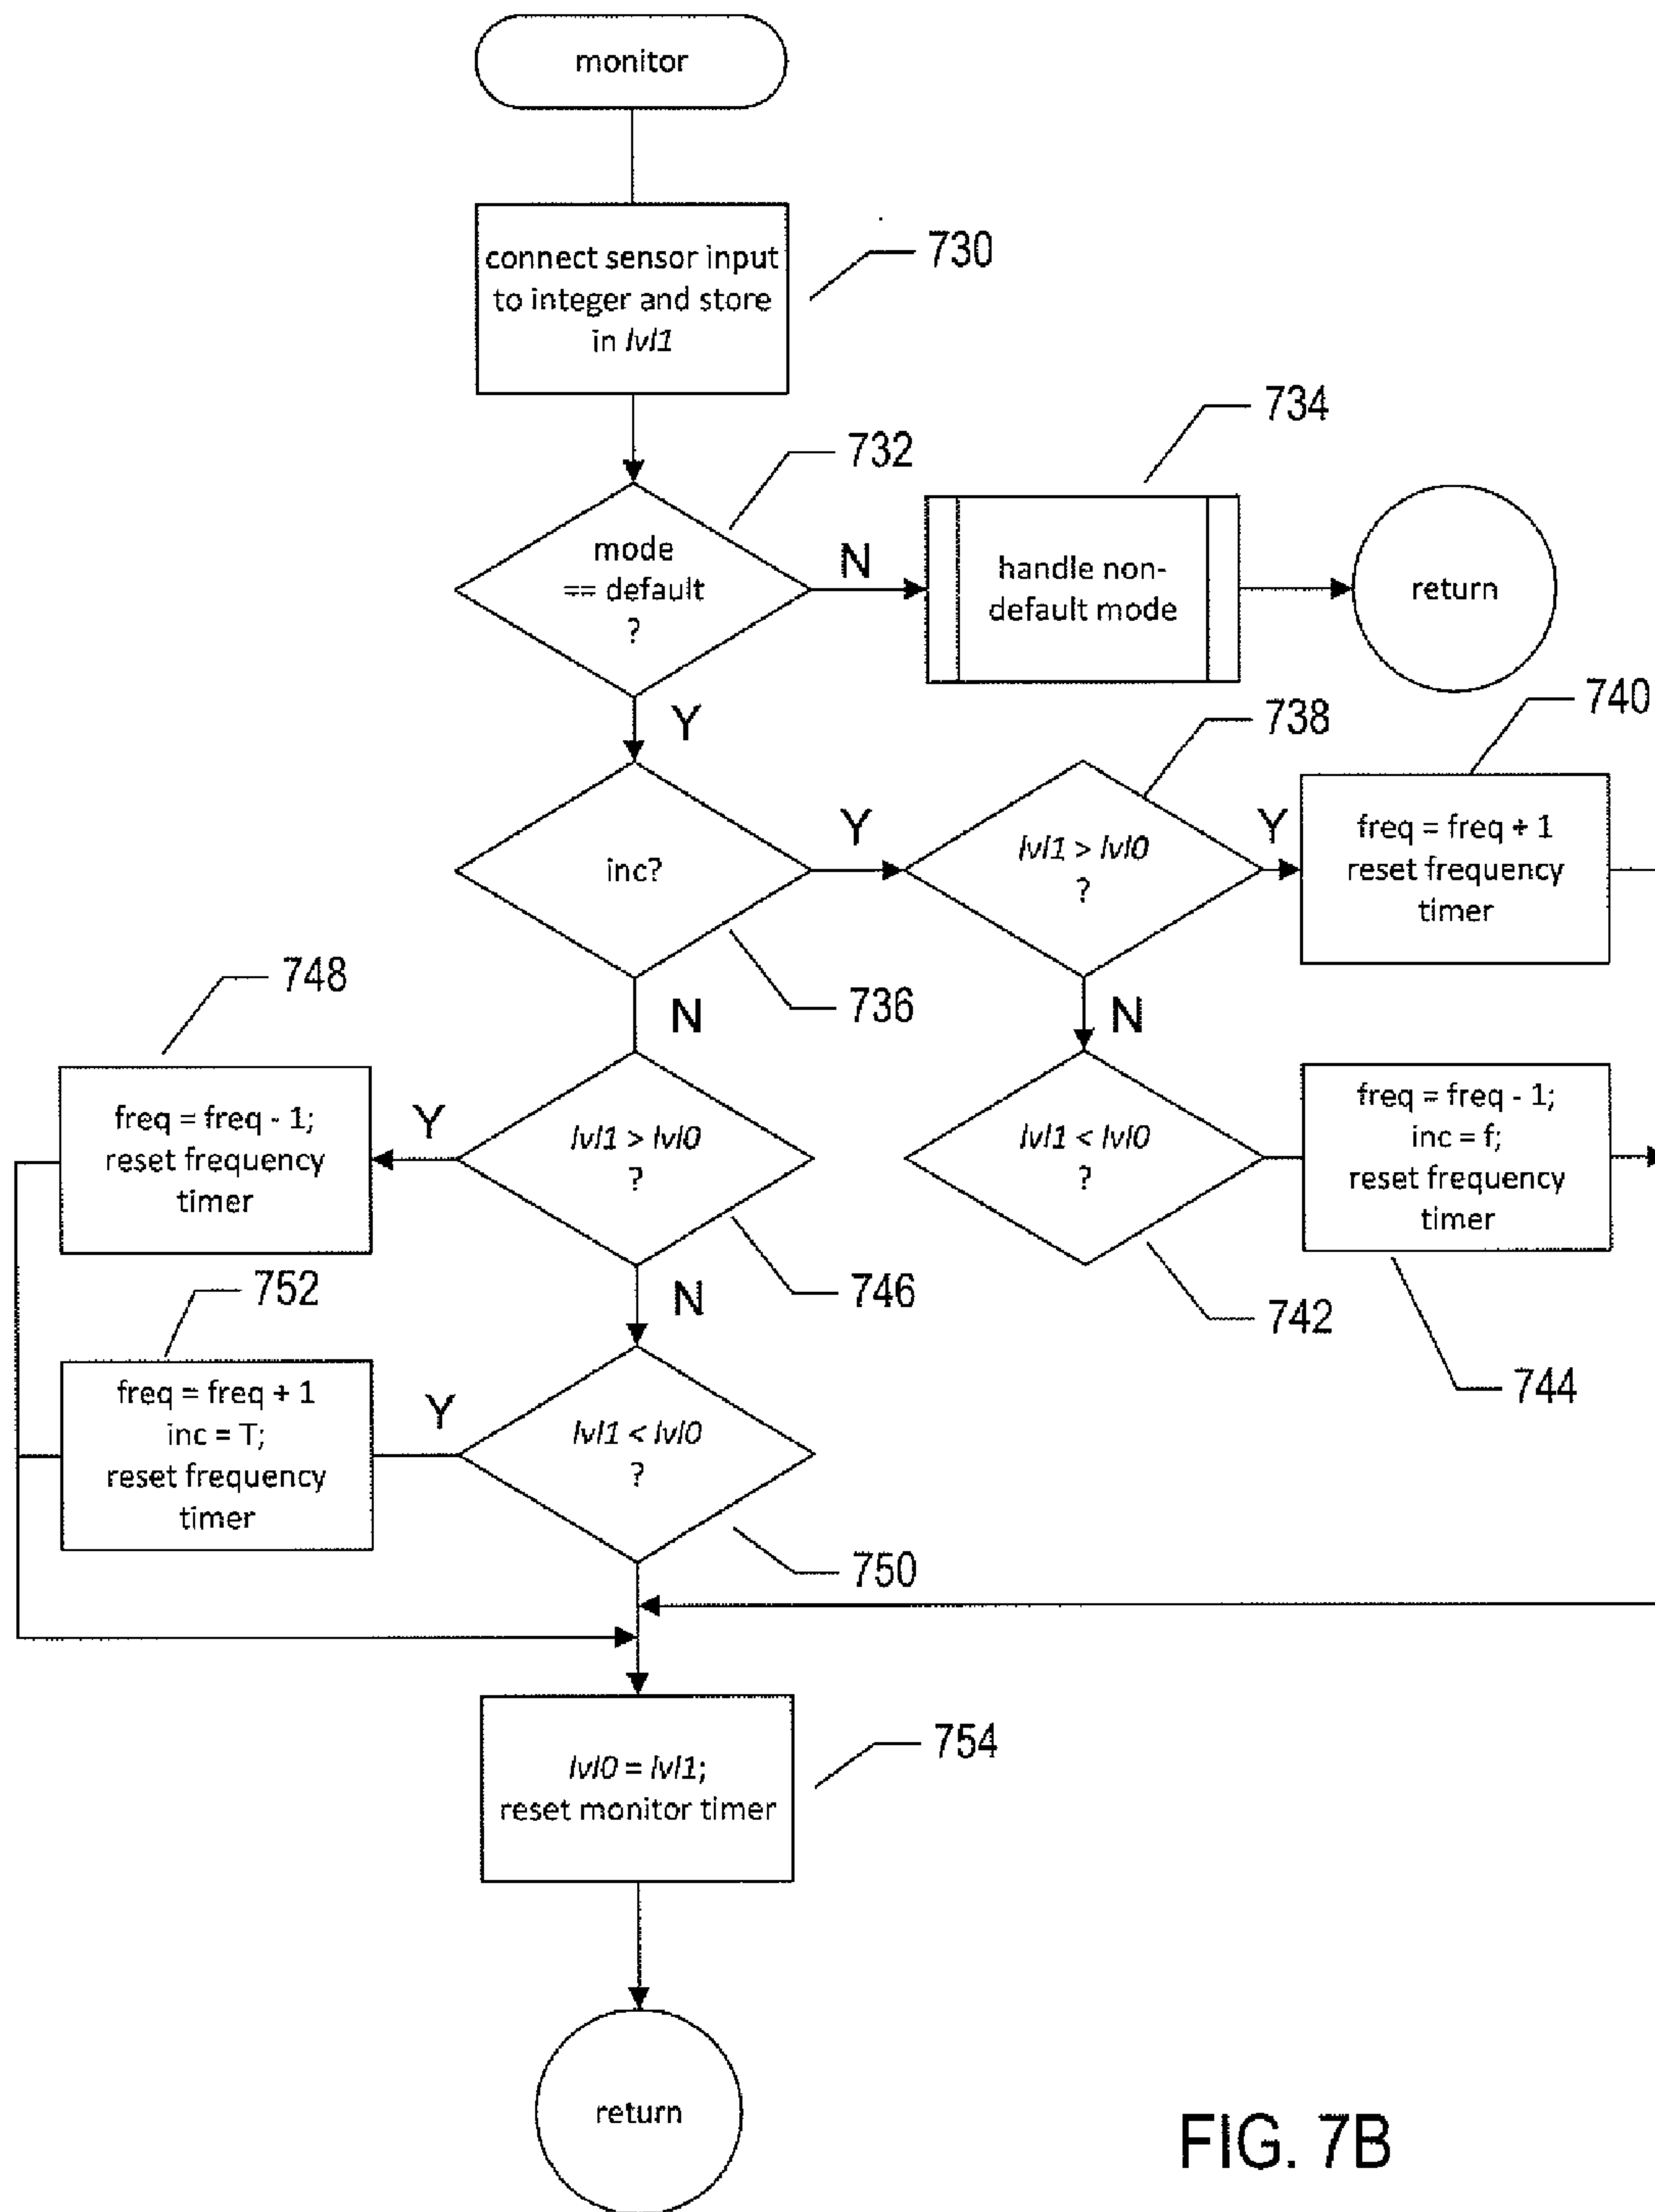 monitor
connect sensor input
to integer and store
in lvl1
730
732
734
mode
== default
?
N
handle non-
default mode
return
Y
738
740
inc?
Y
lvl1 > lvl0
?
Y
freq = freq + 1
reset frequency
timer
748
N
736
N
freq = freq - 1;
reset frequency
timer
Y
lvl1 > lvl0
?
lvl1 < lvl0
?
freq = freq - 1;
inc = f;
reset frequency
timer
752
N
746
742
744
freq = freq + 1
inc = T;
reset frequency
timer
Y
lvl1 < lvl0
?
750
lvl0 = lvl1;
reset monitor timer
754
return
FIG. 7B